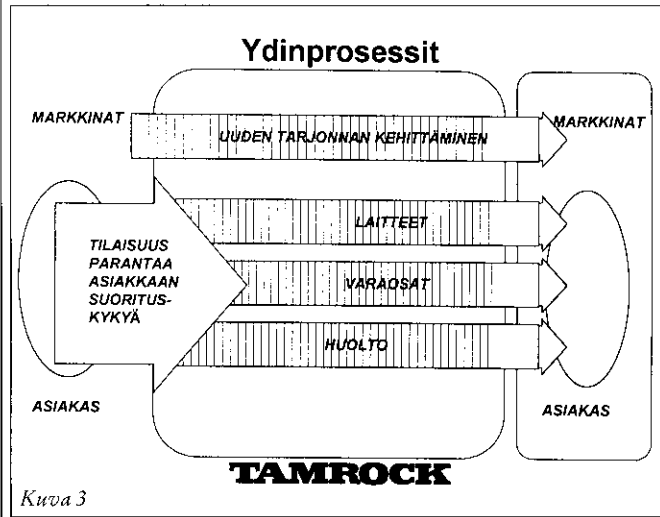 Ydinprosessit
MARKKINAT
UUDEN TARJONNAN KEHITTÄMINEN
MARKKINAT
LAITTEET
TILAISUUS
PARANTAA
ASIAKKAAN
SUORITUS-
KYKYÄ
VARAOSAT
HUOLTO
ASIAKAS
ASIAKAS
TAMROCK
Kuva 3